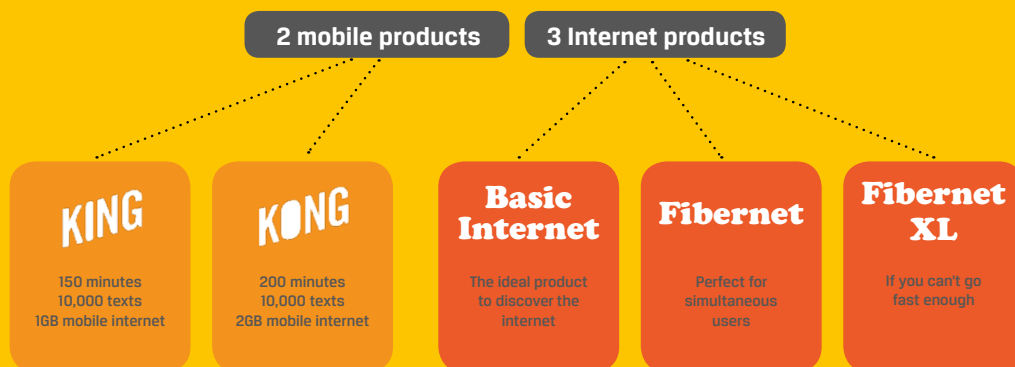 2 mobile products
3 Internet products
KING
150 minutes
10,000 texts
1GB mobile internet
KONG
200 minutes
10,000 texts
2GB mobile internet
Basic
Internet
The ideal product
to discover the
internet
Fibernet
Perfect for
simultaneous
users
Fibernet
XL
If you can't go
fast enough